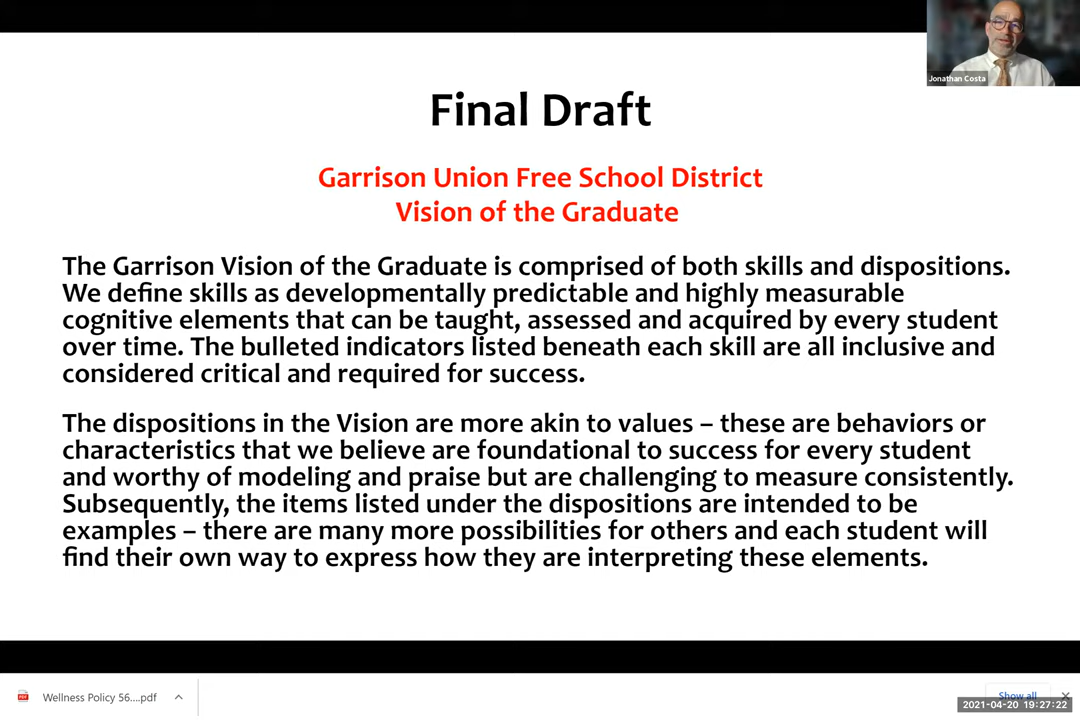 Jonathan Costa
Final Draft
Garrison Union Free School District
Vision of the Graduate
The Garrison Vision of the Graduate is comprised of both skills and dispositions.
We define skills as developmentally predictable and highly measurable
cognitive elements that can be taught, assessed and acquired by every student
over time. The bulleted indicators listed beneath each skill are all inclusive and
considered critical and required for success.
The dispositions in the Vision are more akin to values – these are behaviors or
characteristics that we believe are foundational to success for every student
and worthy of modeling and praise but are challenging to measure consistently.
Subsequently, the items listed under the dispositions are intended to be
examples – there are many more possibilities for others and each student will
find their own way to express how they are interpreting these elements.
PDF
Wellness Policy 56....pdf
Show all
2021-04-20 19:27:22